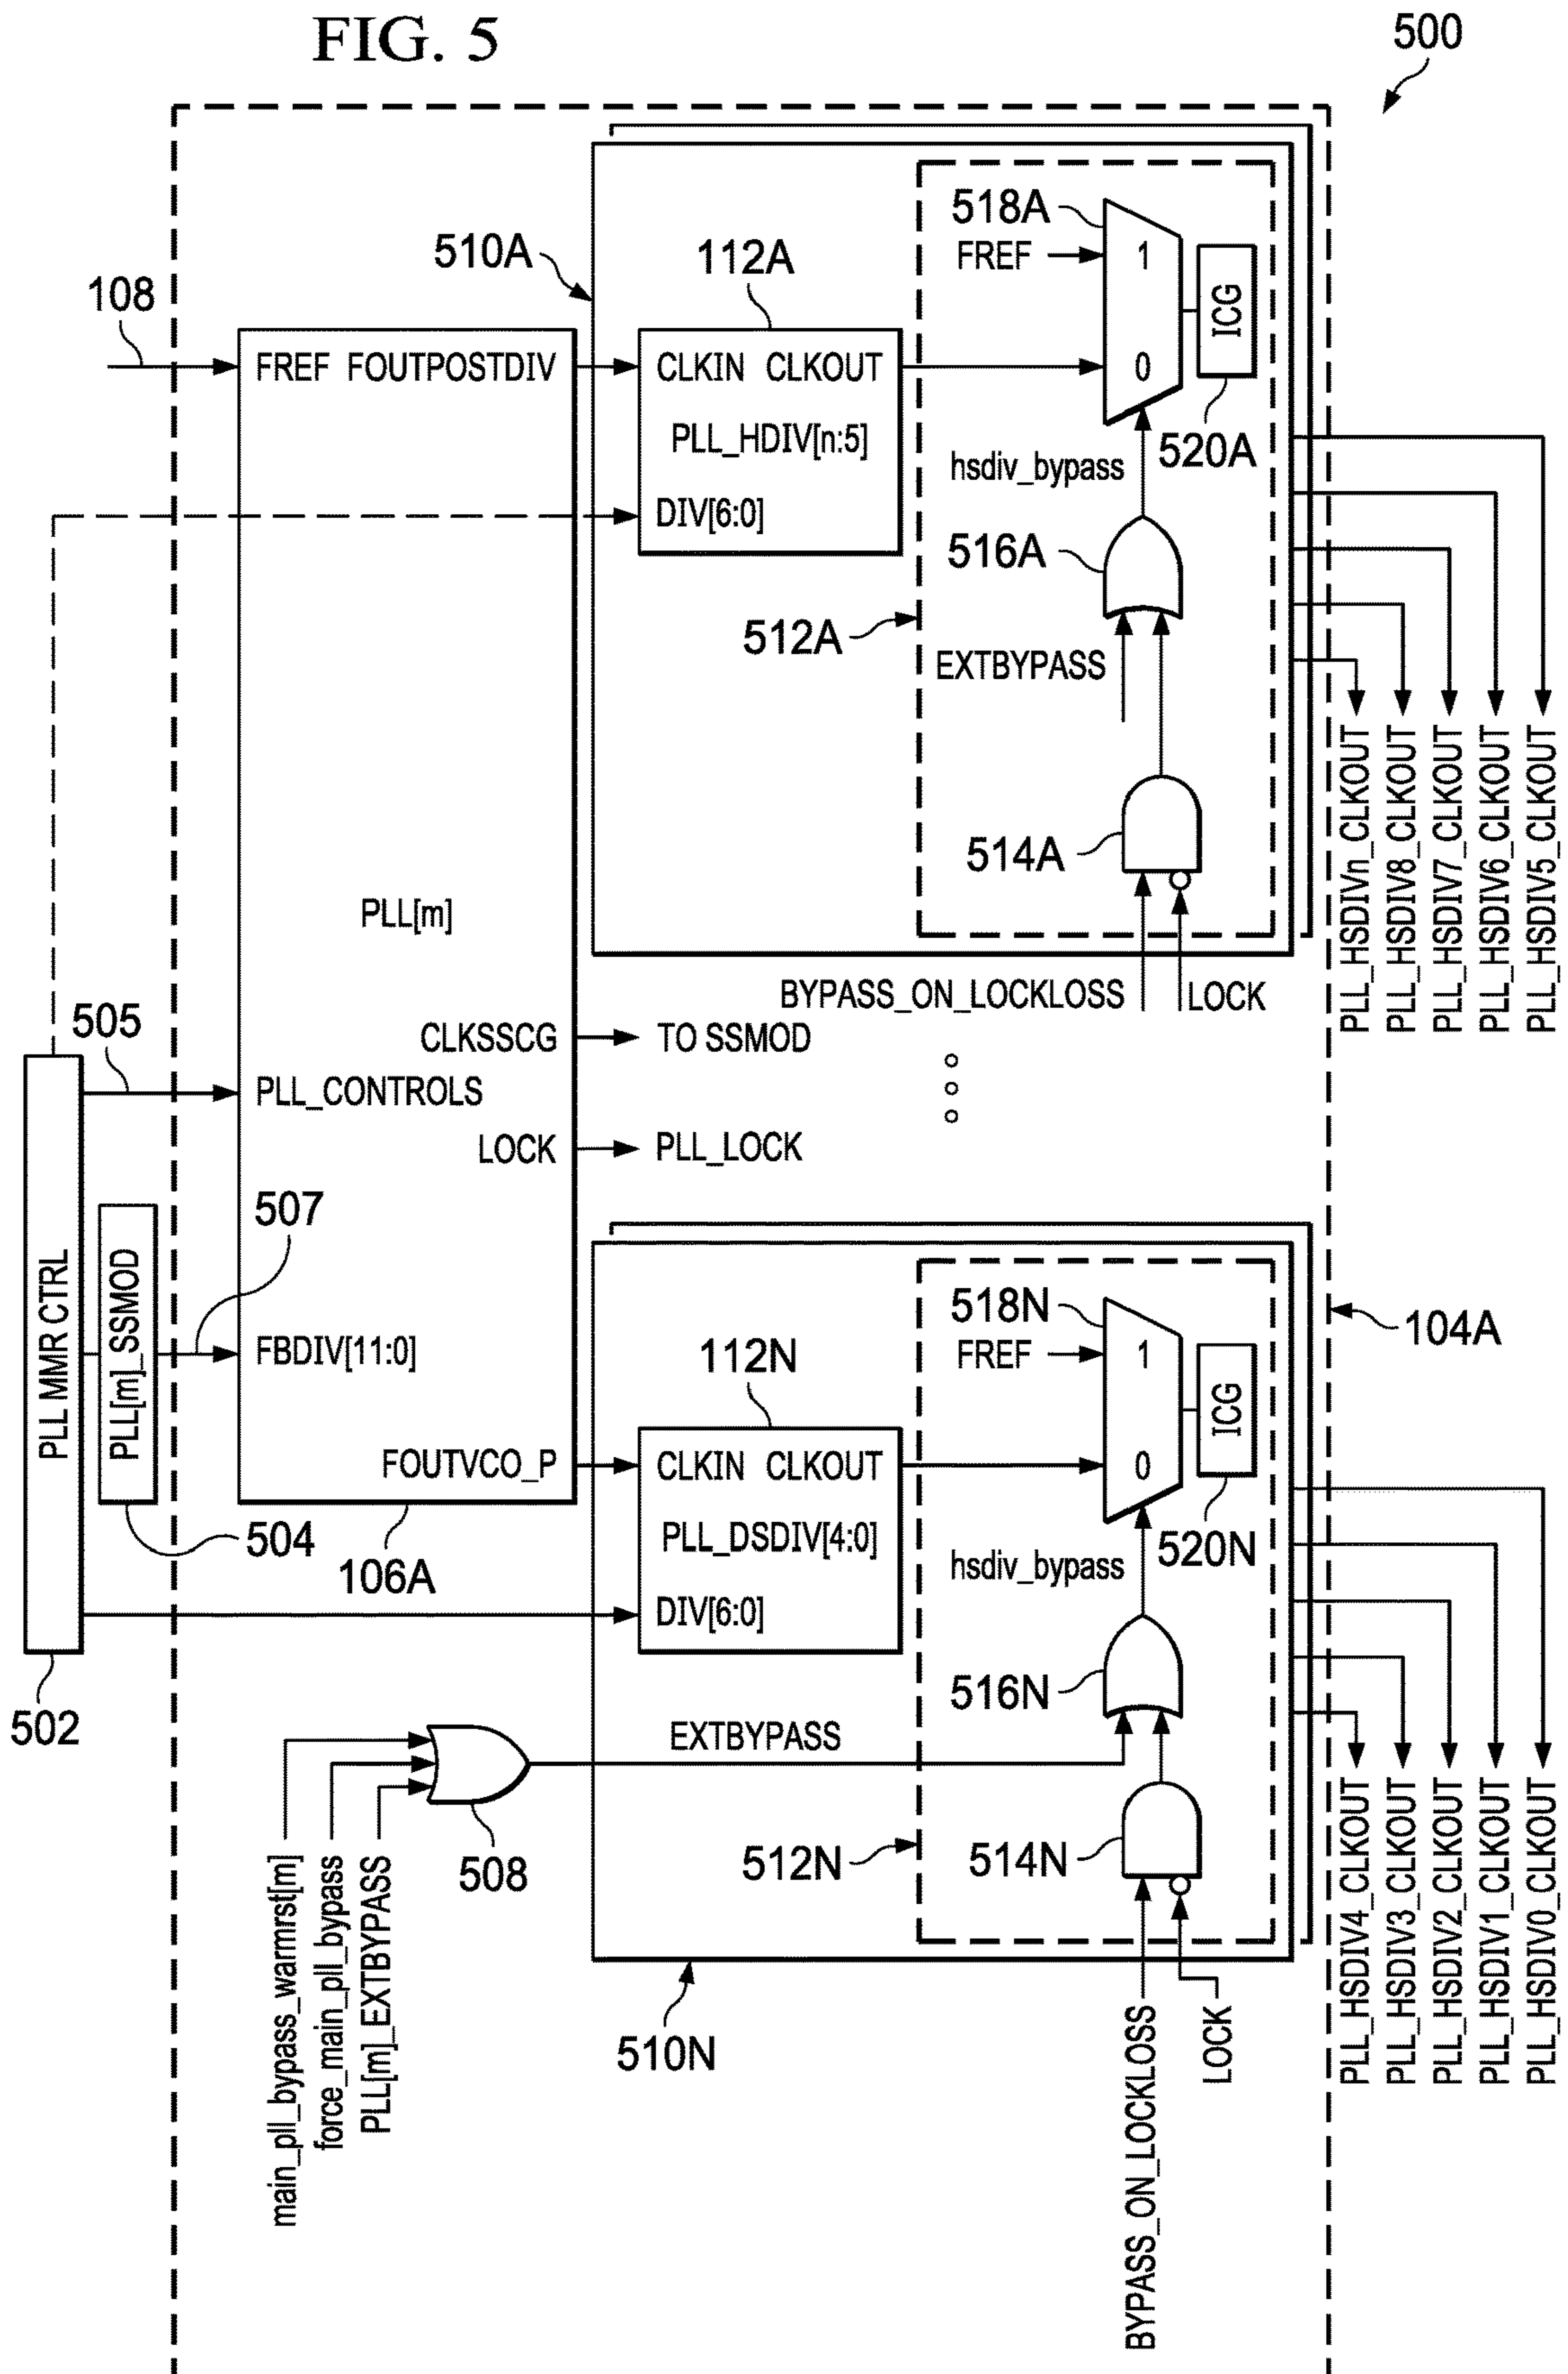 FIG. 5
500
518A
FREF
1
0
ICG
520A
510A
112A
108
FREF FOUTPOSTDIV
CLKIN CLKOUT
PLL_HDIV[n:5]
DIV[6:0]
hsdiv_bypass
516A
512A
EXTBYPASS
514A
BYPASS_ON_LOCKLOSS
LOCK
PLL_HSDIVn_CLKOUT
PLL_HSDIV8_CLKOUT
PLL_HSDIV7_CLKOUT
PLL_HSDIV6_CLKOUT
PLL_HSDIV5_CLKOUT
PLL[m]
505
CLKSSCG
TO SSMOD
PLL_CONTROLS
LOCK
PLL_LOCK
507
PLL MMR CTRL
PLL[m]_SSMOD
FBDIV[11:0]
FOUTVCO_P
504
106A
502
104A
518N
FREF
1
0
ICG
520N
112N
CLKIN CLKOUT
PLL_DSDIV[4:0]
DIV[6:0]
hsdiv_bypass
516N
EXTBYPASS
508
512N
514N
main_pll_bypass_warmrst[m]
force_main_pll_bypass
PLL[m]_EXTBYPASS
510N
BYPASS_ON_LOCKLOSS
LOCK
PLL_HSDIV4_CLKOUT
PLL_HSDIV3_CLKOUT
PLL_HSDIV2_CLKOUT
PLL_HSDIV1_CLKOUT
PLL_HSDIV0_CLKOUT